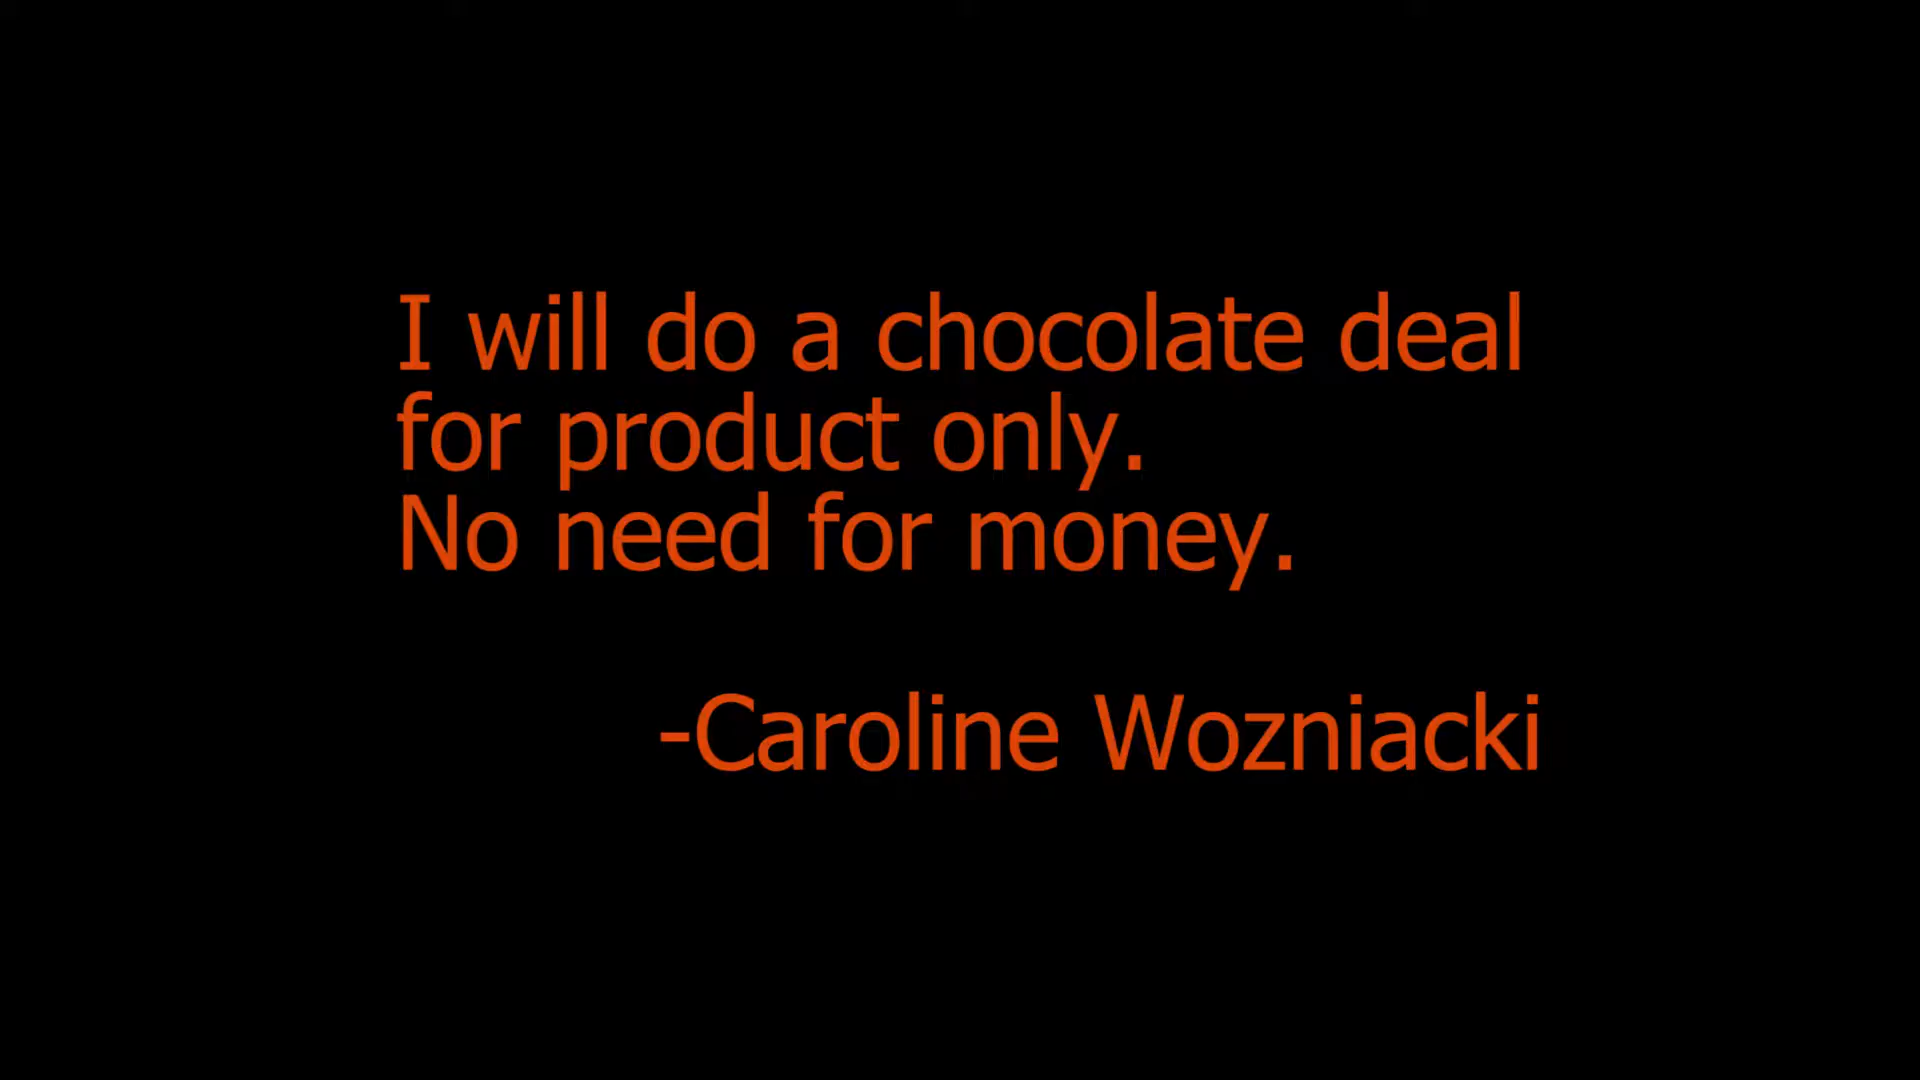 I will do a chocolate deal
for product only.
No need for money.
-Caroline Wozniacki